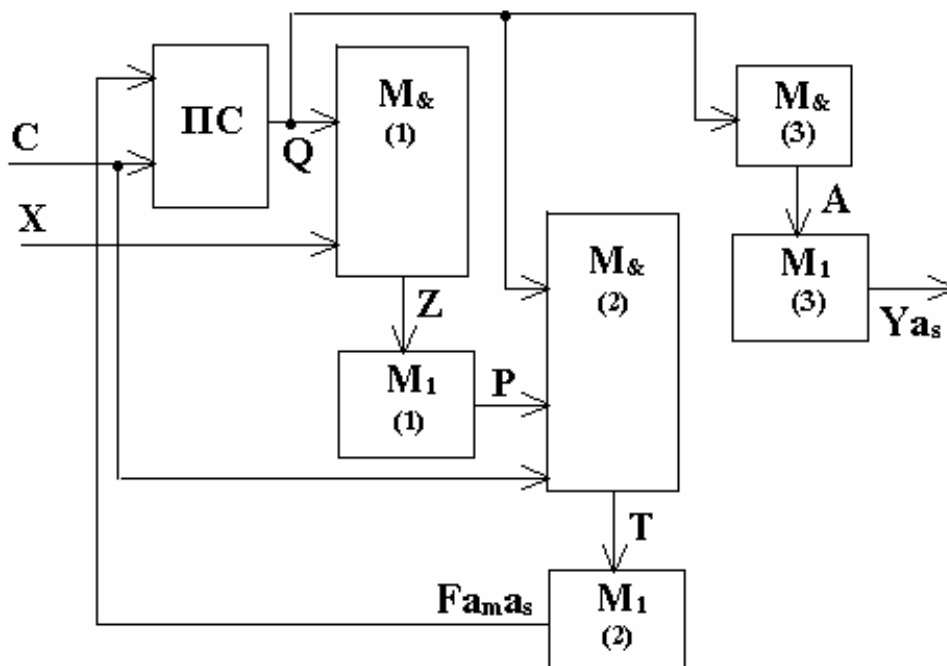 ПС
C
X
Q
M&
(1)
Z
M1
(1)
P
M&
(2)
T
M1
(2)
Famas
M&
(3)
A
M1
(3)
Yas